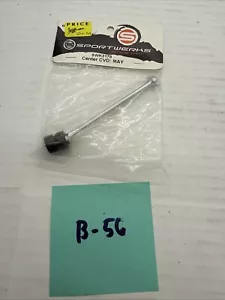 PRICE
SPORTWERKS
Center CVD: MAY
B-56